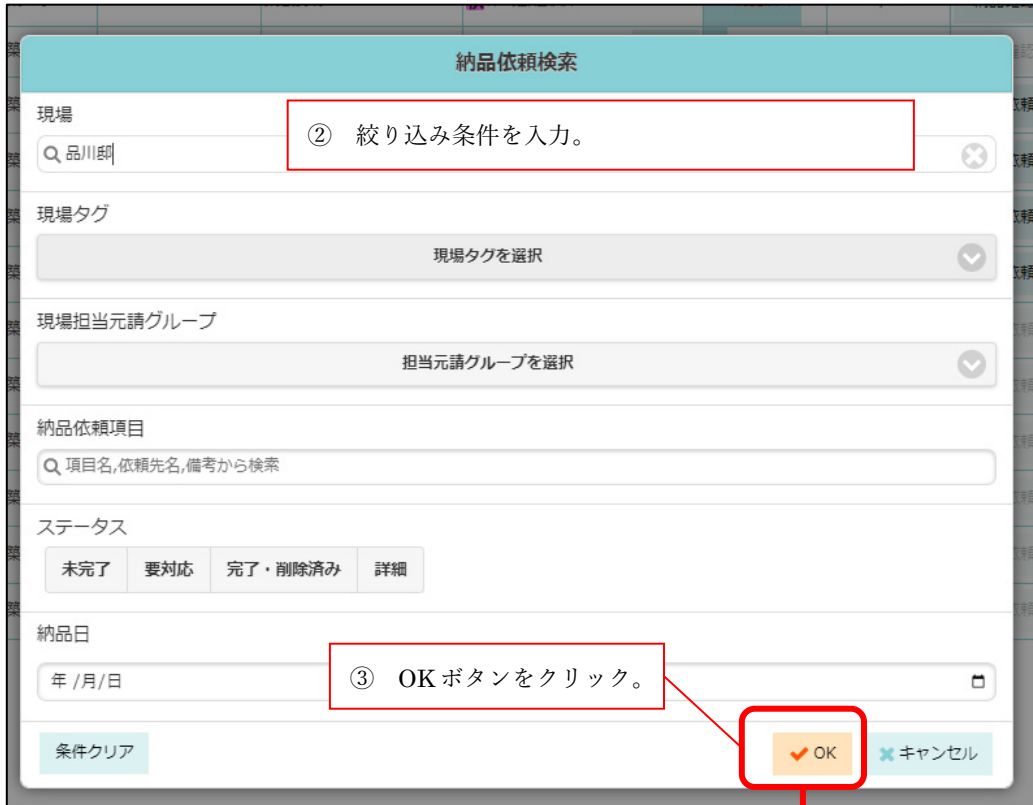 納品依頼検索
現場
② 絞り込み条件を入力。
品川邸
現場タグ
現場タグを選択
現場担当元請グループ
担当元請グループを選択
納品依頼項目
項目名,依頼先名,備考から検索
ステータス
未完了 要対応 完了・削除済み 詳細
納品日
③ OKボタンをクリック。
年 /月/日
条件クリア OK キャンセル